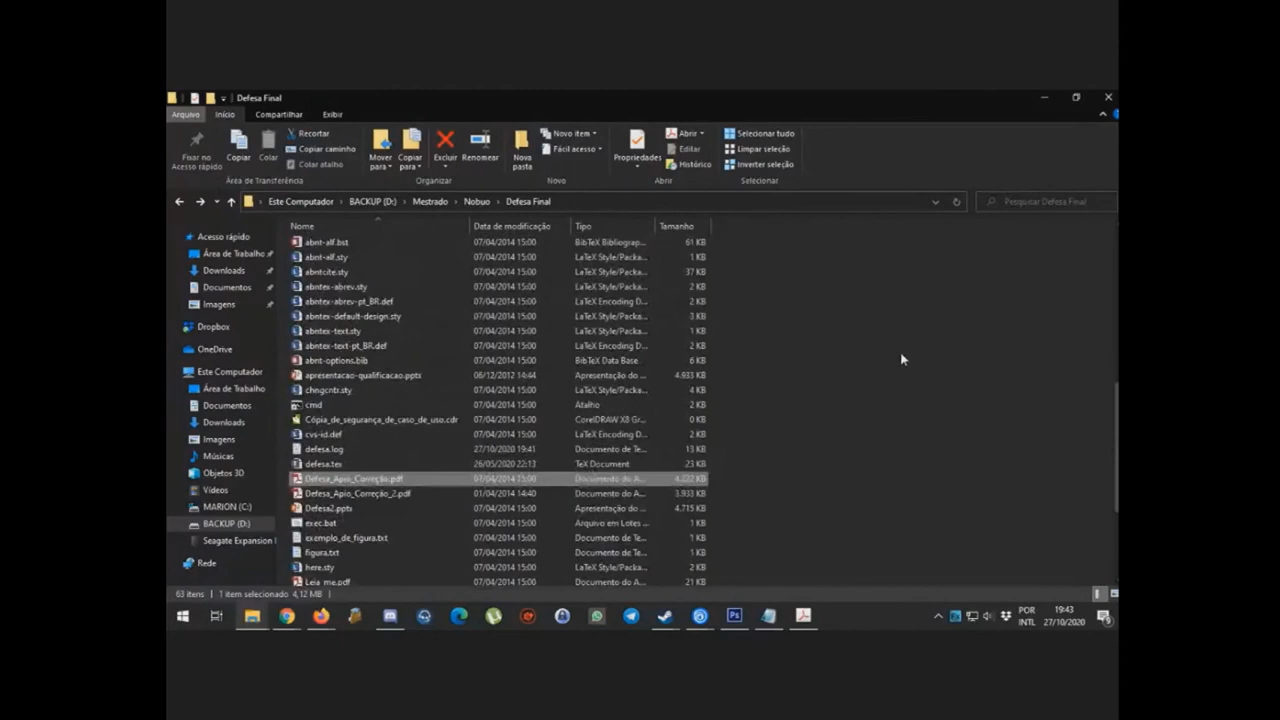 Defesa Final
Arquivo Início Compartilhar Exibir
Fixar no Acesso rápido
Copiar
Colar
Recortar
Copiar caminho
Colar atalho
Área de Transferência
Mover para
Copiar para
Excluir
Renomear
Organizar
Nova pasta
Novo item
Fácil acesso
Novo
Propriedades
Abrir
Editar
Histórico
Abrir
Selecionar tudo
Limpar seleção
Inverter seleção
Selecionar
Este Computador BACKUP (D:) Mestrado Nobuo Defesa Final
Pesquisar Defesa Final
Acesso rápido
Área de Trabalho
Downloads
Documentos
Imagens
Dropbox
OneDrive
Este Computador
Área de Trabalho
Documentos
Downloads
Imagens
Músicas
Objetos 3D
Vídeos
MARION (C:)
BACKUP (D:)
Seagate Expansion
Rede
Nome Data de modificação Tipo Tamanho
abnt-alf.bst 07/04/2014 15:00 BibTeX Bibliograp... 61 KB
abnt-alf.sty 07/04/2014 15:00 LaTeX Style/Packa... 1 KB
abntcite.sty 07/04/2014 15:00 LaTeX Style/Packa... 37 KB
abntex-abrev.sty 07/04/2014 15:00 LaTeX Style/Packa... 2 KB
abntex-abrev-pt_BR.def 07/04/2014 15:00 LaTeX Encoding D... 2 KB
abntex-default-design.sty 07/04/2014 15:00 LaTeX Style/Packa... 3 KB
abntex-text.sty 07/04/2014 15:00 LaTeX Style/Packa... 1 KB
abntex-text-pt_BR.def 07/04/2014 15:00 LaTeX Encoding D... 2 KB
abnt-options.bib 07/04/2014 15:00 BibTeX Data Base 6 KB
apresentacao-qualificacao.ppts 06/12/2012 14:44 Apresentação do ... 4.933 KB
chngcntr.sty 07/04/2014 15:00 LaTeX Style/Packa... 4 KB
cmd 07/04/2014 15:00 Atalho 2 KB
Cópia_de_segurança_de_caso_de_uso.cdr 07/04/2014 15:00 CorelDRAW X8 Gr... 0 KB
cvs-id.def 07/04/2014 15:00 LaTeX Encoding D... 2 KB
defesa.log 27/10/2020 19:41 Documento de Te... 13 KB
defesa.tex 26/05/2020 22:13 TeX Document 23 KB
Defesa_Apio_Correção.pdf 07/04/2014 15:00 Documento do A... 4.222 KB
Defesa_Apio_Correção_2.pdf 01/04/2014 14:40 Documento do A... 3.933 KB
Defesa2.ppts 07/04/2014 15:00 Apresentação do ... 4.715 KB
exec.bat 07/04/2014 15:00 Arquivo em Lotes ... 1 KB
exemplo_de_figura.txt 07/04/2014 15:00 Documento de Te... 1 KB
figura.txt 07/04/2014 15:00 Documento de Te... 1 KB
here.sty 07/04/2014 15:00 LaTeX Style/Packa... 2 KB
Leia_me.pdf 07/04/2014 15:00 Documento do A... 21 KB
63 itens 1 item selecionado 4,12 MB
POR
INTL
19:43
27/10/2020